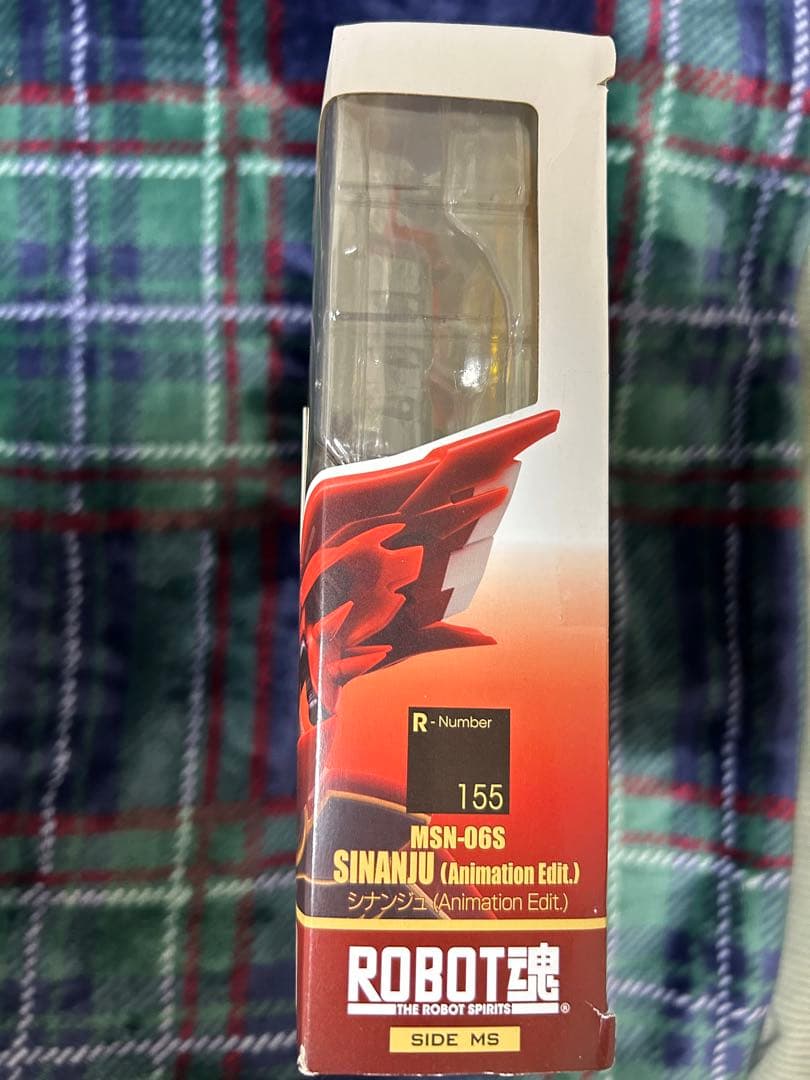 R - Number
155
MSN-06S
SINANJU (Animation Edit.)
シナンジュ (Animation Edit.)
ROBOT魂
THE ROBOT SPIRITS ®
SIDE MS